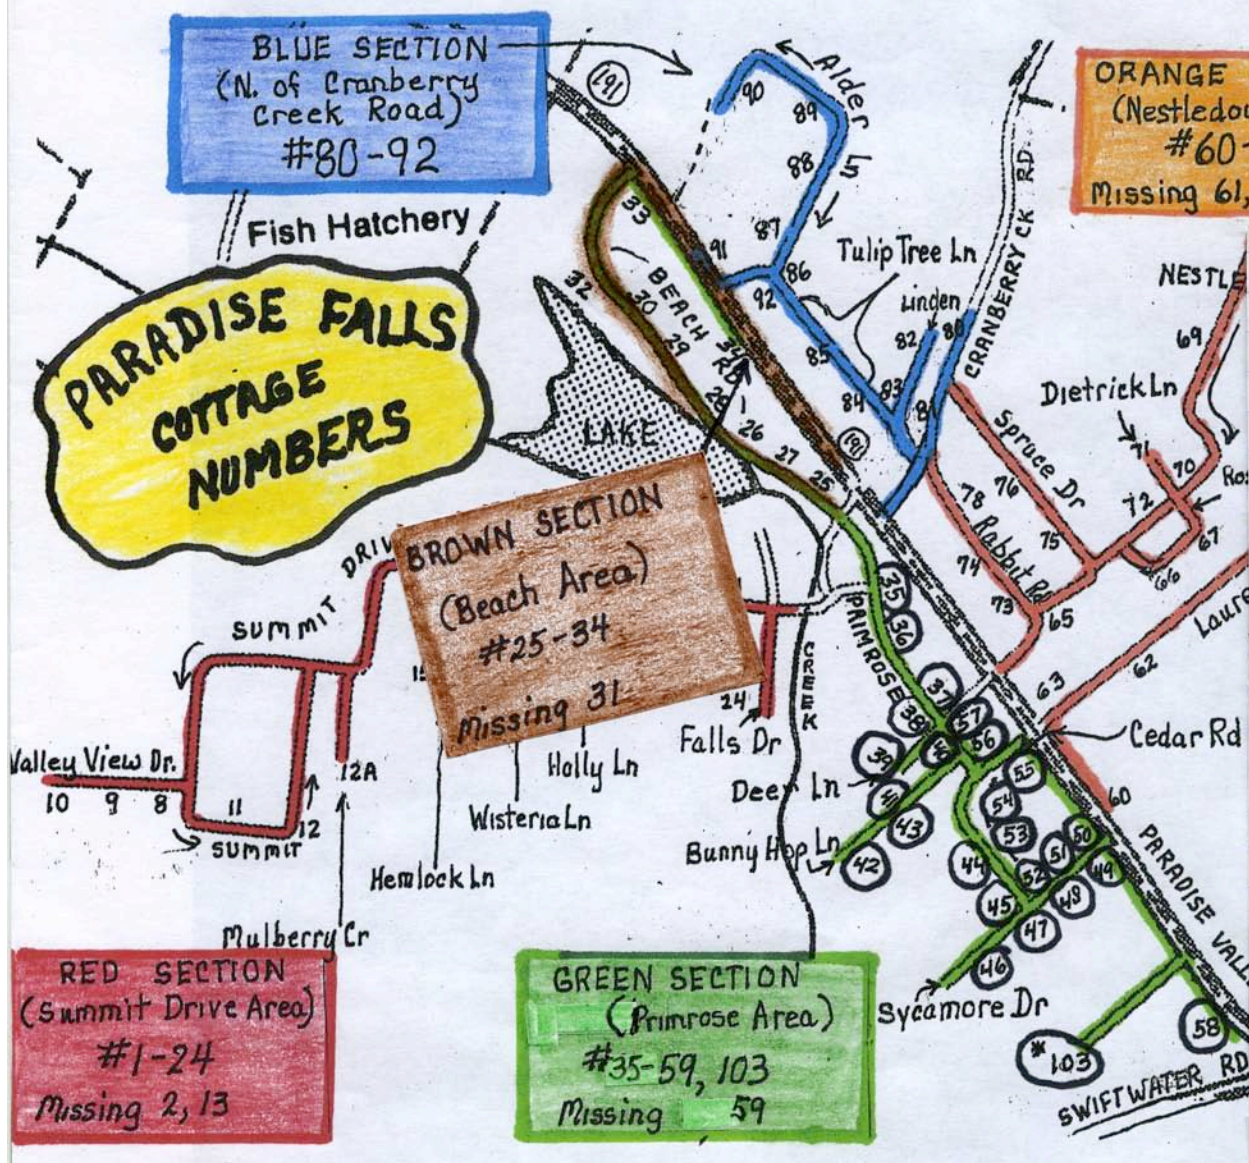 BLUE SECTION
(N. of Cranberry
Creek Road)
#80-92
191
Alder Ln
90
89
88
87
86
91
92
85
84
83
82
80
81
Tulip Tree Ln
Linden
CRANBERRY CK RD.
ORANGE
(Nestledou
#60-
Missing 61,
Fish Hatchery
PARADISE FALLS
COTTAGE
NUMBERS
33
32
30
29
28
34
26
27
25
BEACH RD
LAKE
191
NESTLE
69
Dietrick Ln
71
70
72
Ros
67
66
Spruce Dr
76
75
78
Rabbit Rd
74
73
65
Laure
62
63
Cedar Rd
60
BROWN SECTION
(Beach Area)
#25-34
Missing 31
SUMMIT DRIV
Valley View Dr.
10 9 8
11
12
SUMMIT
12A
24
Falls Dr
CREEK
Holly Ln
Wisteria Ln
Hemlock Ln
Mulberry Cr
PRIMROSE
35
36
37
38
39
57
56
55
54
53
41
43
42
44
45
46
47
48
49
50
51
52
58
*103
Deer Ln
Bunny Hop Ln
Sycamore Dr
PARADISE VALL
SWIFTWATER RD
RED SECTION
(Summit Drive Area)
#1-24
Missing 2, 13
GREEN SECTION
(Primrose Area)
#35-59, 103
Missing 59